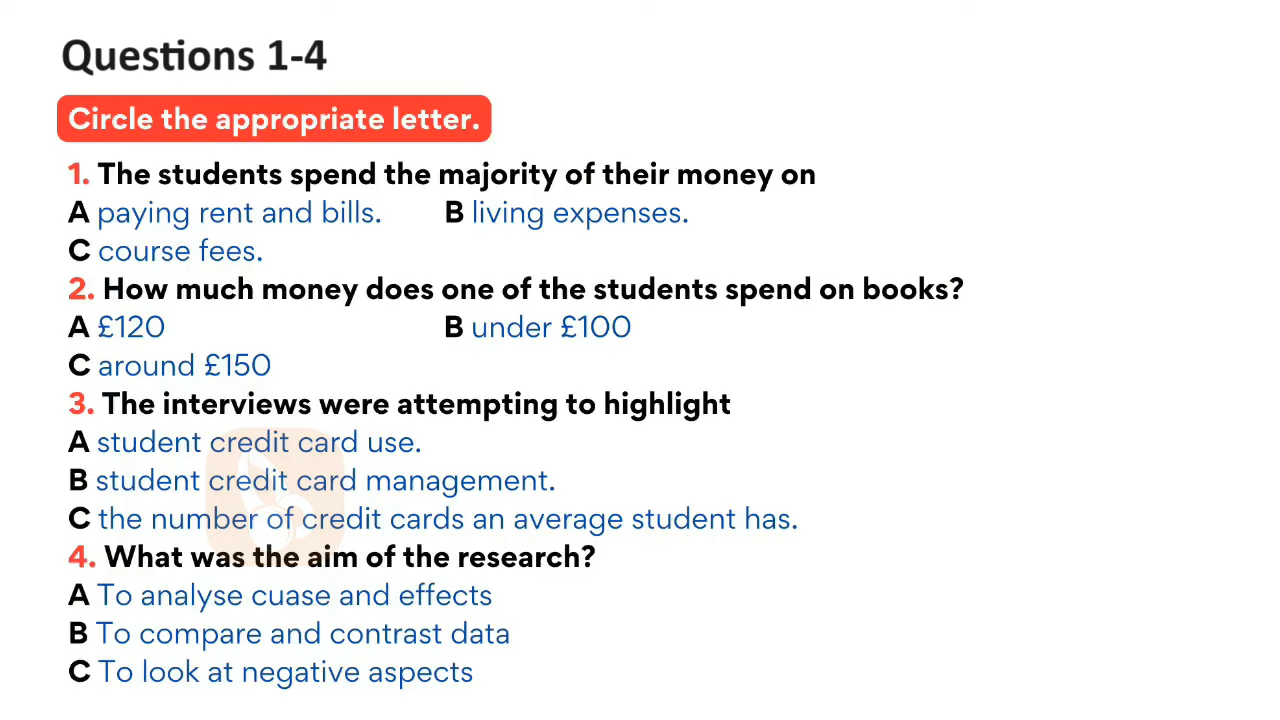 Questions 1-4
Circle the appropriate letter.
1. The students spend the majority of their money on
A paying rent and bills. B living expenses.
C course fees.
2. How much money does one of the students spend on books?
A £120 B under £100
C around £150
3. The interviews were attempting to highlight
A student credit card use.
B student credit card management.
C the number of credit cards an average student has.
4. What was the aim of the research?
A To analyse cuase and effects
B To compare and contrast data
C To look at negative aspects